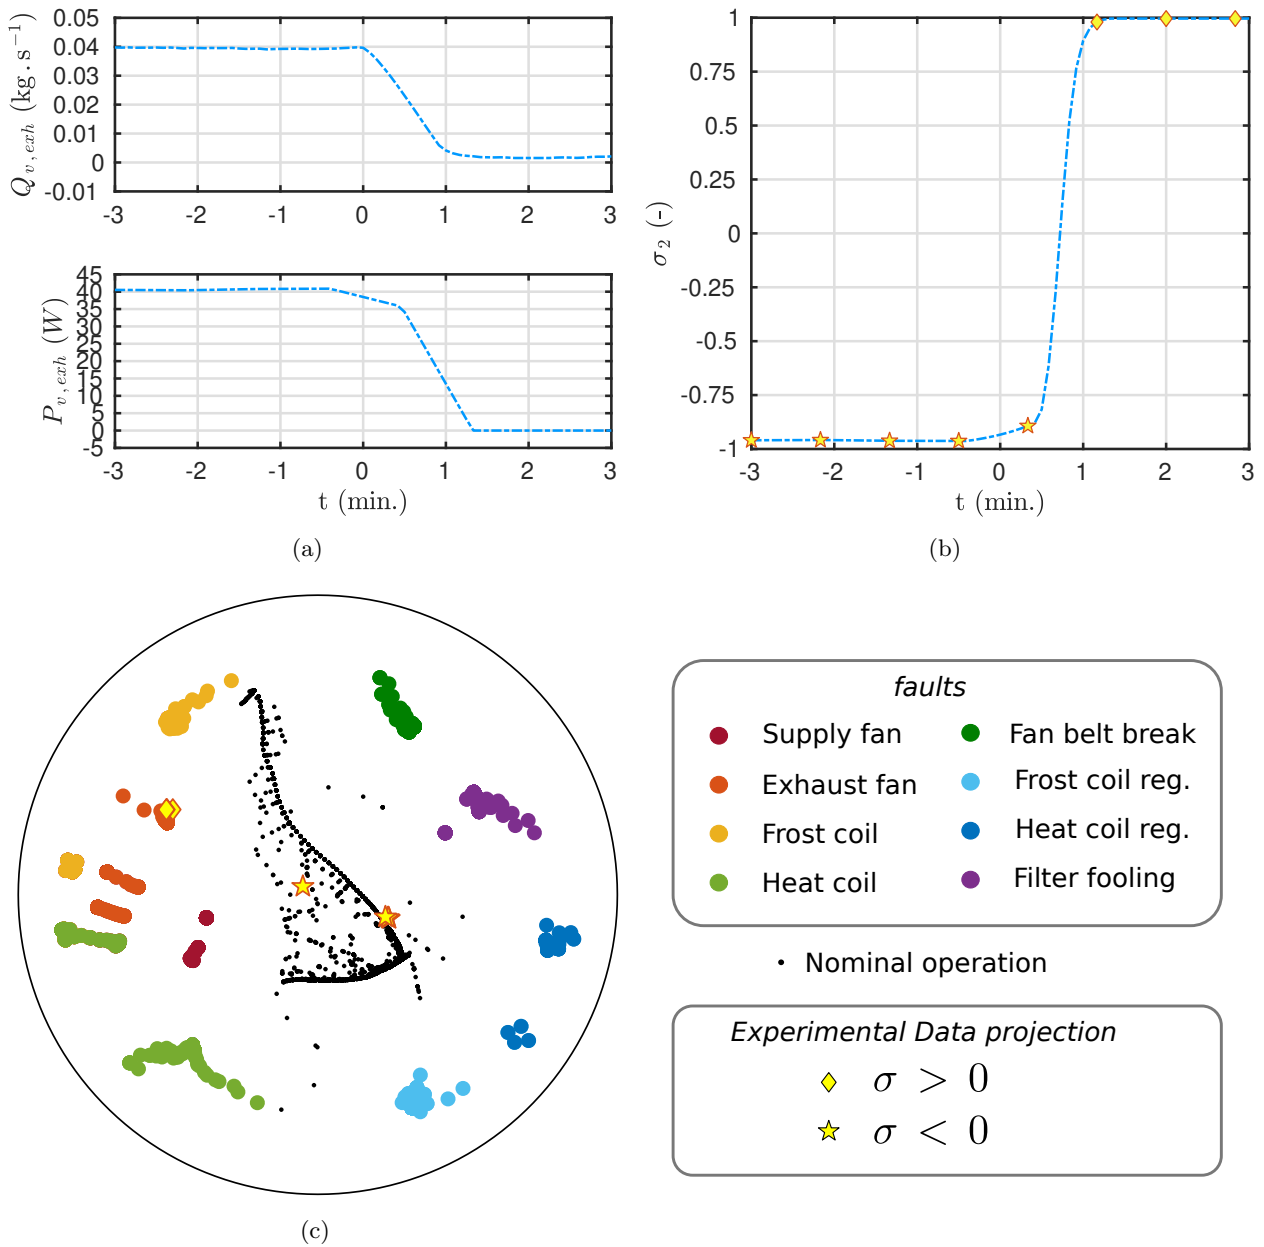 0.05
0.04
0.03
0.02
0.01
0
-0.01
Q v,exh (kg.s⁻¹)
-3 -2 -1 0 1 2 3
45
40
35
30
25
20
15
10
5
0
-5
P v,exh (W)
-3 -2 -1 0 1 2 3
t (min.)
(a)
1
0.75
0.5
0.25
0
-0.25
-0.5
-0.75
-1
σ₂ (-)
-3 -2 -1 0 1 2 3
t (min.)
(b)
faults
Supply fan
Fan belt break
Exhaust fan
Frost coil reg.
Frost coil
Heat coil reg.
Heat coil
Filter fooling
Nominal operation
Experimental Data projection
σ > 0
σ < 0
(c)